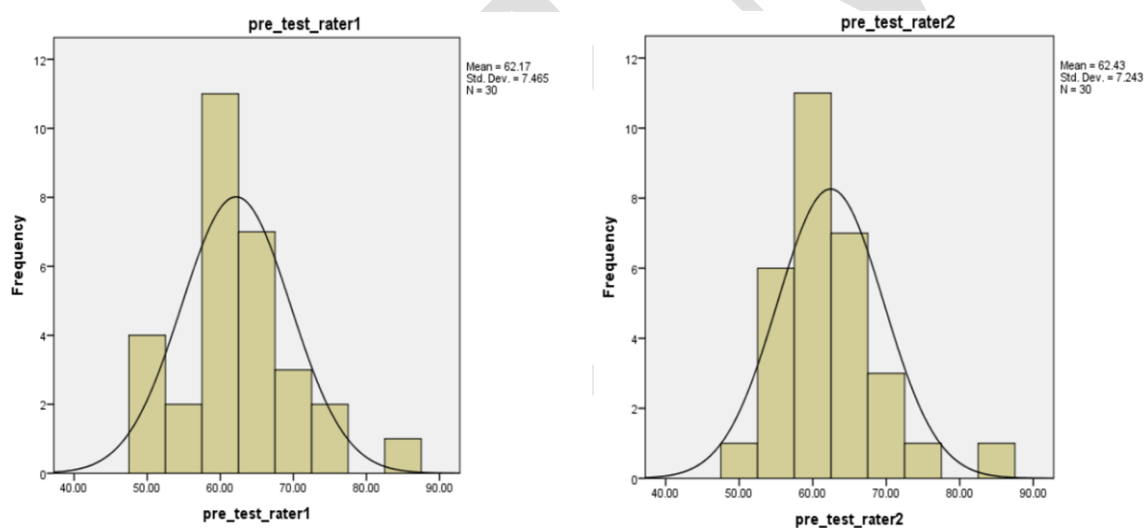 pre_test_rater1
12
10
8
6
4
2
0
Frequency
40.00 50.00 60.00 70.00 80.00 90.00
pre_test_rater1
Mean = 62.17
Std. Dev. = 7.465
N = 30
pre_test_rater2
12
10
8
6
4
2
0
Frequency
40.00 50.00 60.00 70.00 80.00 90.00
pre_test_rater2
Mean = 62.43
Std. Dev. = 7.243
N = 30